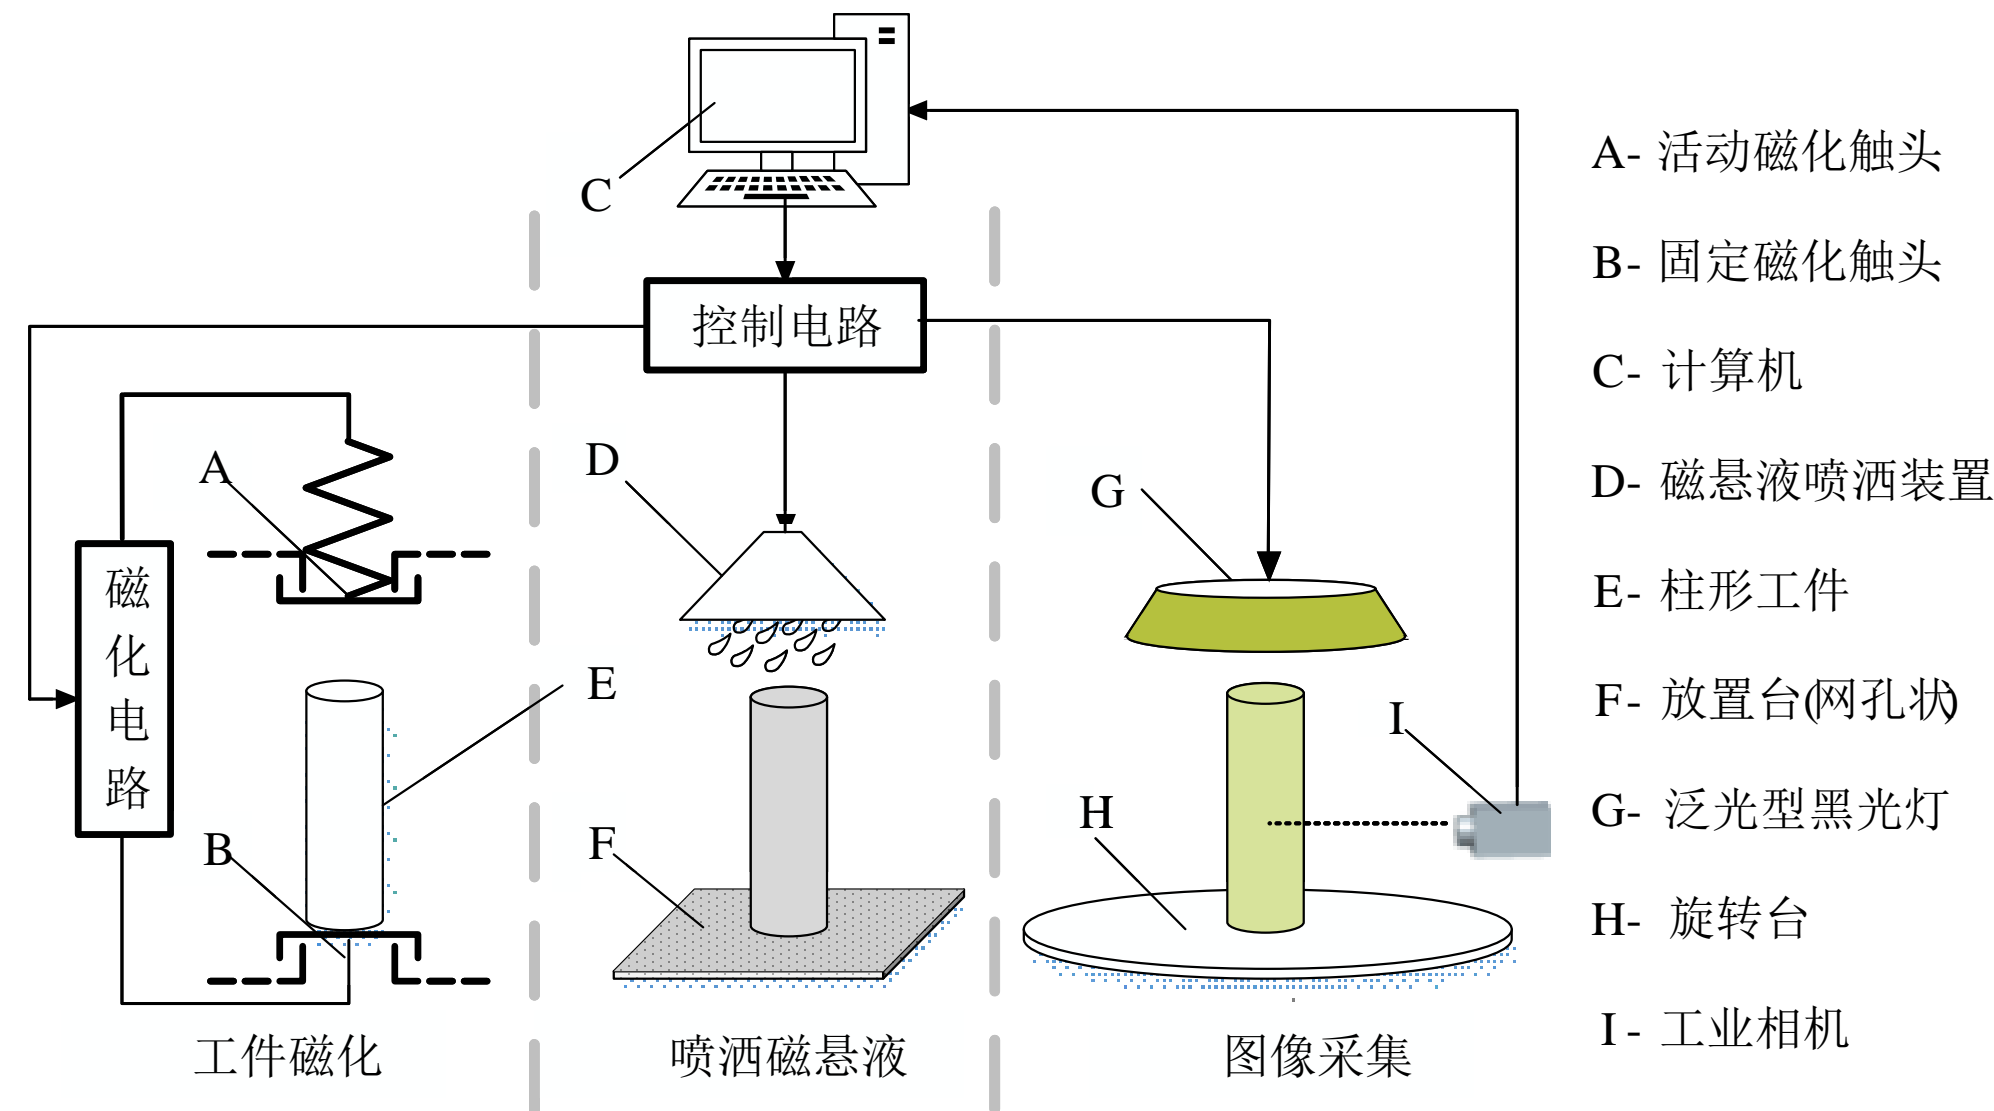 C
控制电路
A
D
G
磁化电路
E
I
H
B
F
工件磁化
喷洒磁悬液
图像采集
A- 活动磁化触头
B- 固定磁化触头
C- 计算机
D- 磁悬液喷洒装置
E- 柱形工件
F- 放置台(网孔状)
G- 泛光型黑光灯
H- 旋转台
I- 工业相机